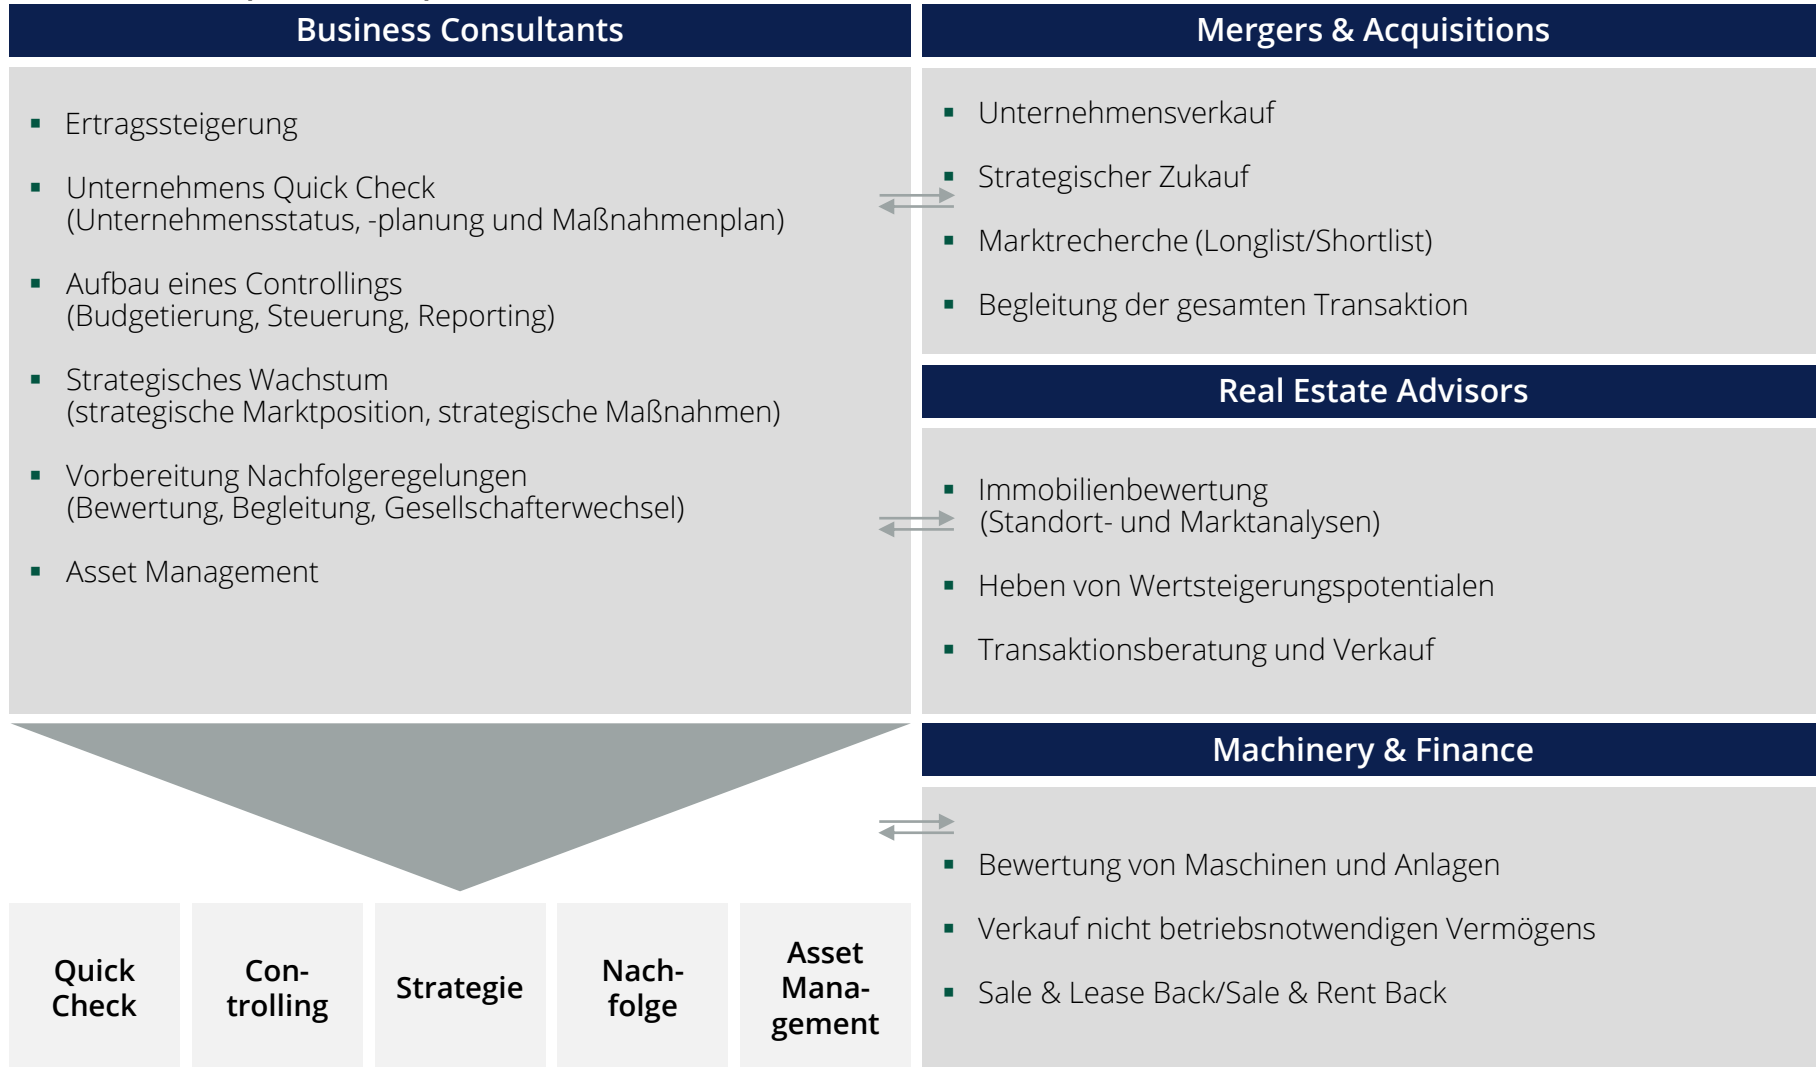 Business Consultants
Ertragssteigerung
Unternehmens Quick Check
(Unternehmensstatus, -planung und Maßnahmenplan)
Aufbau eines Controllings
(Budgetierung, Steuerung, Reporting)
Strategisches Wachstum
(strategische Marktposition, strategische Maßnahmen)
Vorbereitung Nachfolgeregelungen
(Bewertung, Begleitung, Gesellschafterwechsel)
Asset Management
Quick
Check
Con-
trolling
Strategie
Nach-
folge
Asset
Mana-
gement
Mergers & Acquisitions
Unternehmensverkauf
Strategischer Zukauf
Marktrecherche (Longlist/Shortlist)
Begleitung der gesamten Transaktion
Real Estate Advisors
Immobilienbewertung
(Standort- und Marktanalysen)
Heben von Wertsteigerungspotentialen
Transaktionsberatung und Verkauf
Machinery & Finance
Bewertung von Maschinen und Anlagen
Verkauf nicht betriebsnotwendigen Vermögens
Sale & Lease Back/Sale & Rent Back